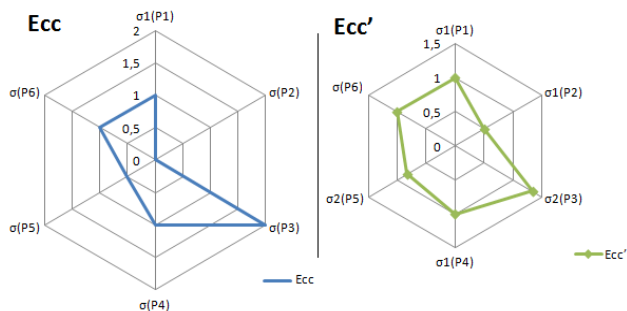 Ecc
σ1(P1)
2
1,5
1
0,5
0
σ(P2)
σ(P3)
σ(P4)
σ(P5)
σ(P6)
Ecc
Ecc’
σ1(P1)
1,5
1
0,5
0
σ1(P2)
σ2(P3)
σ1(P4)
σ2(P5)
σ(P6)
Ecc’